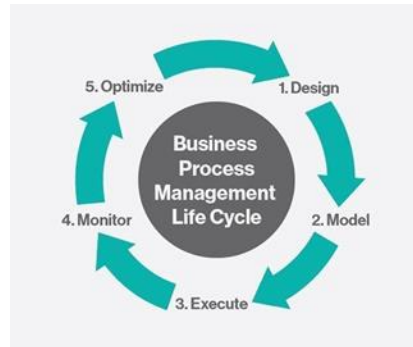 Business
Process
Management
Life Cycle
1. Design
2. Model
3. Execute
4. Monitor
5. Optimize